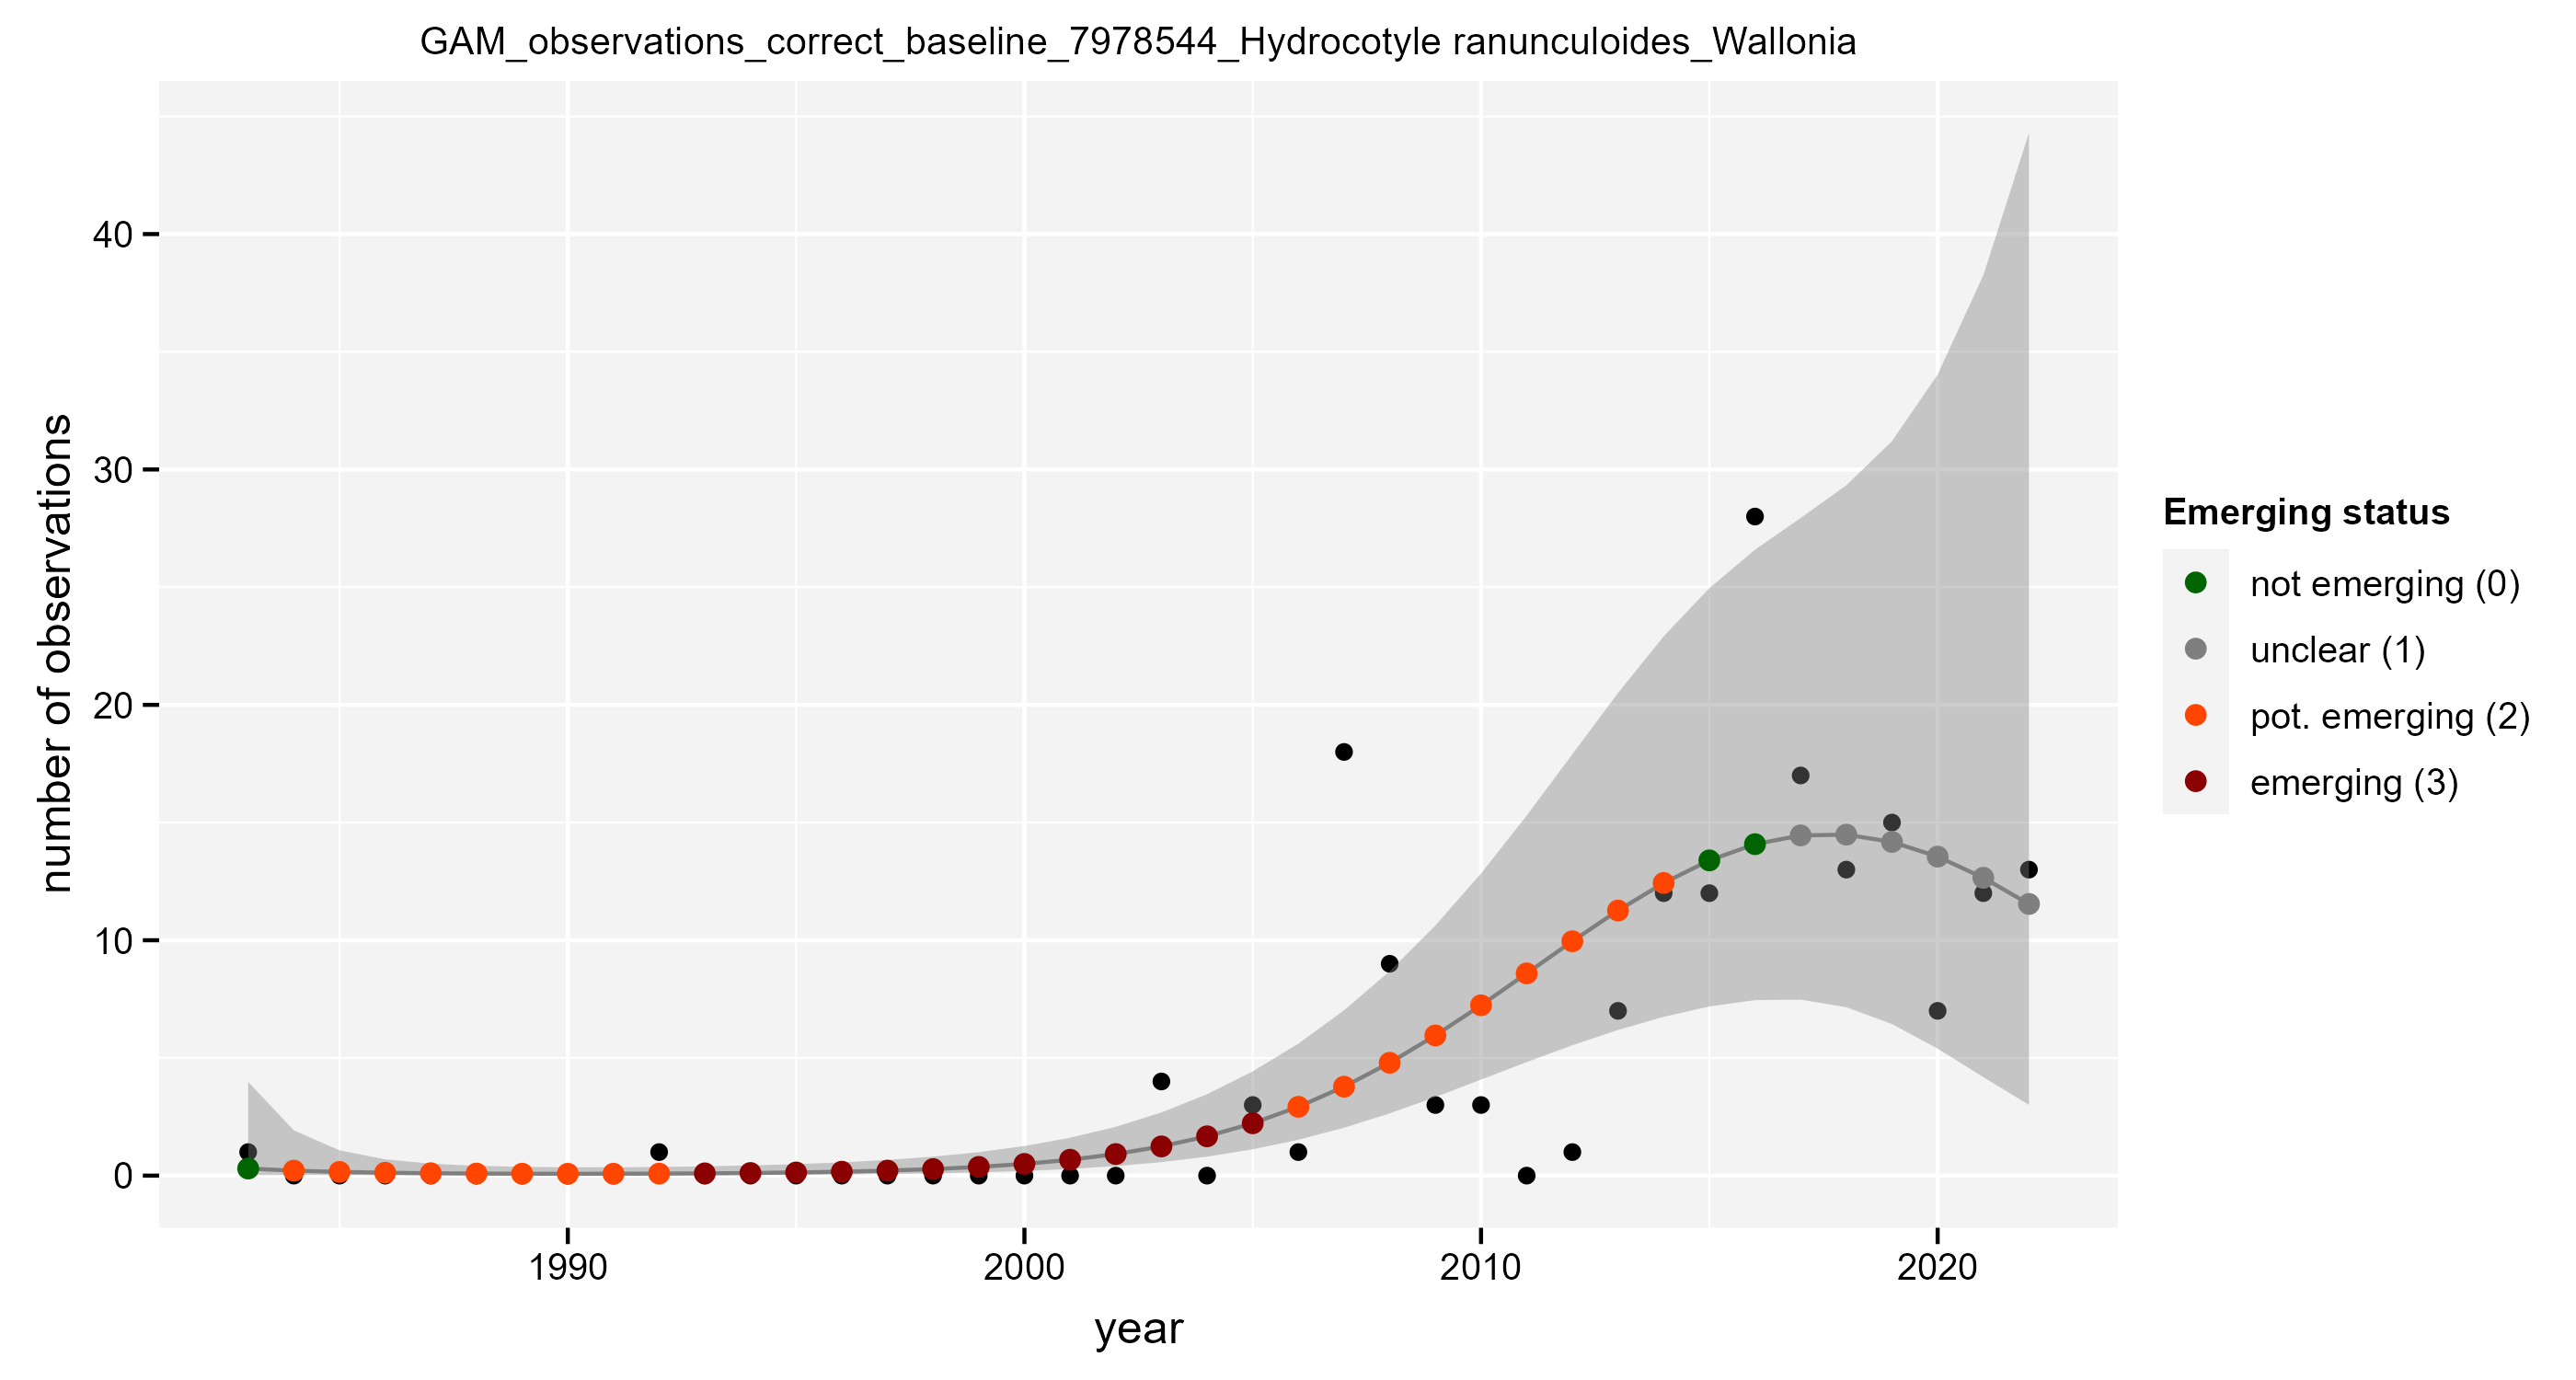 GAM_observations_correct_baseline_7978544_Hydrocotyle ranunculoides_Wallonia
number of observations
40
30
20
10
0
1990 2000 2010 2020
year
Emerging status
not emerging (0)
unclear (1)
pot. emerging (2)
emerging (3)